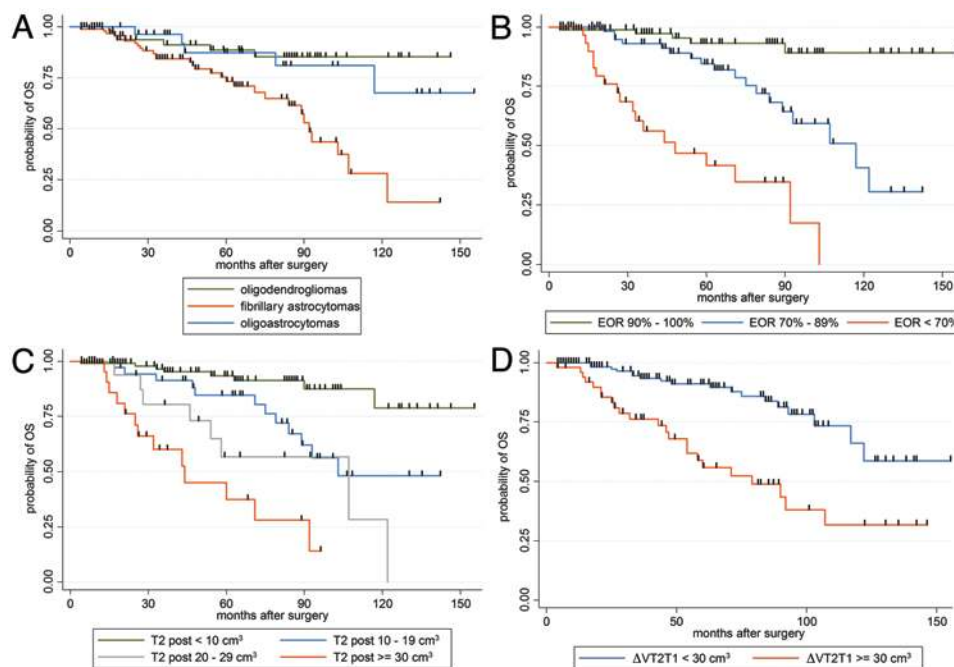 A
probability of OS
1.00
0.75
0.50
0.25
0.00
0 30 60 90 120 150
months after surgery
oligodendrogliomas
fibrillary astrocytomas
oligoastrocytomas
B
probability of OS
1.00
0.75
0.50
0.25
0.00
0 30 60 90 120 150
months after surgery
EOR 90% - 100% EOR 70% - 89% EOR < 70%
C
probability of OS
1.00
0.75
0.50
0.25
0.00
0 30 60 90 120 150
months after surgery
T2 post < 10 cm³ T2 post 10 - 19 cm³
T2 post 20 - 29 cm³ T2 post >= 30 cm³
D
probability of OS
1.00
0.75
0.50
0.25
0.00
0 50 100 150
months after surgery
ΔVT2T1 < 30 cm³ ΔVT2T1 >= 30 cm³